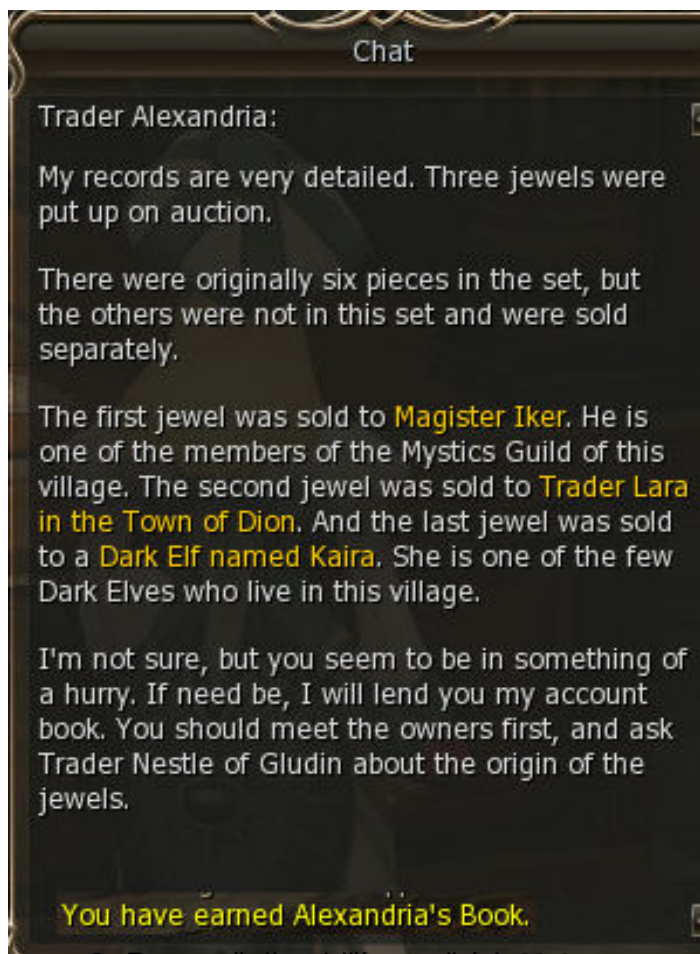 Chat
Trader Alexandria:
My records are very detailed. Three jewels were
put up on auction.
There were originally six pieces in the set, but
the others were not in this set and were sold
separately.
The first jewel was sold to Magister Iker. He is
one of the members of the Mystics Guild of this
village. The second jewel was sold to Trader Lara
in the Town of Dion. And the last jewel was sold
to a Dark Elf named Kaira. She is one of the few
Dark Elves who live in this village.
I'm not sure, but you seem to be in something of
a hurry. If need be, I will lend you my account
book. You should meet the owners first, and ask
Trader Nestle of Gludin about the origin of the
jewels.
You have earned Alexandria's Book.